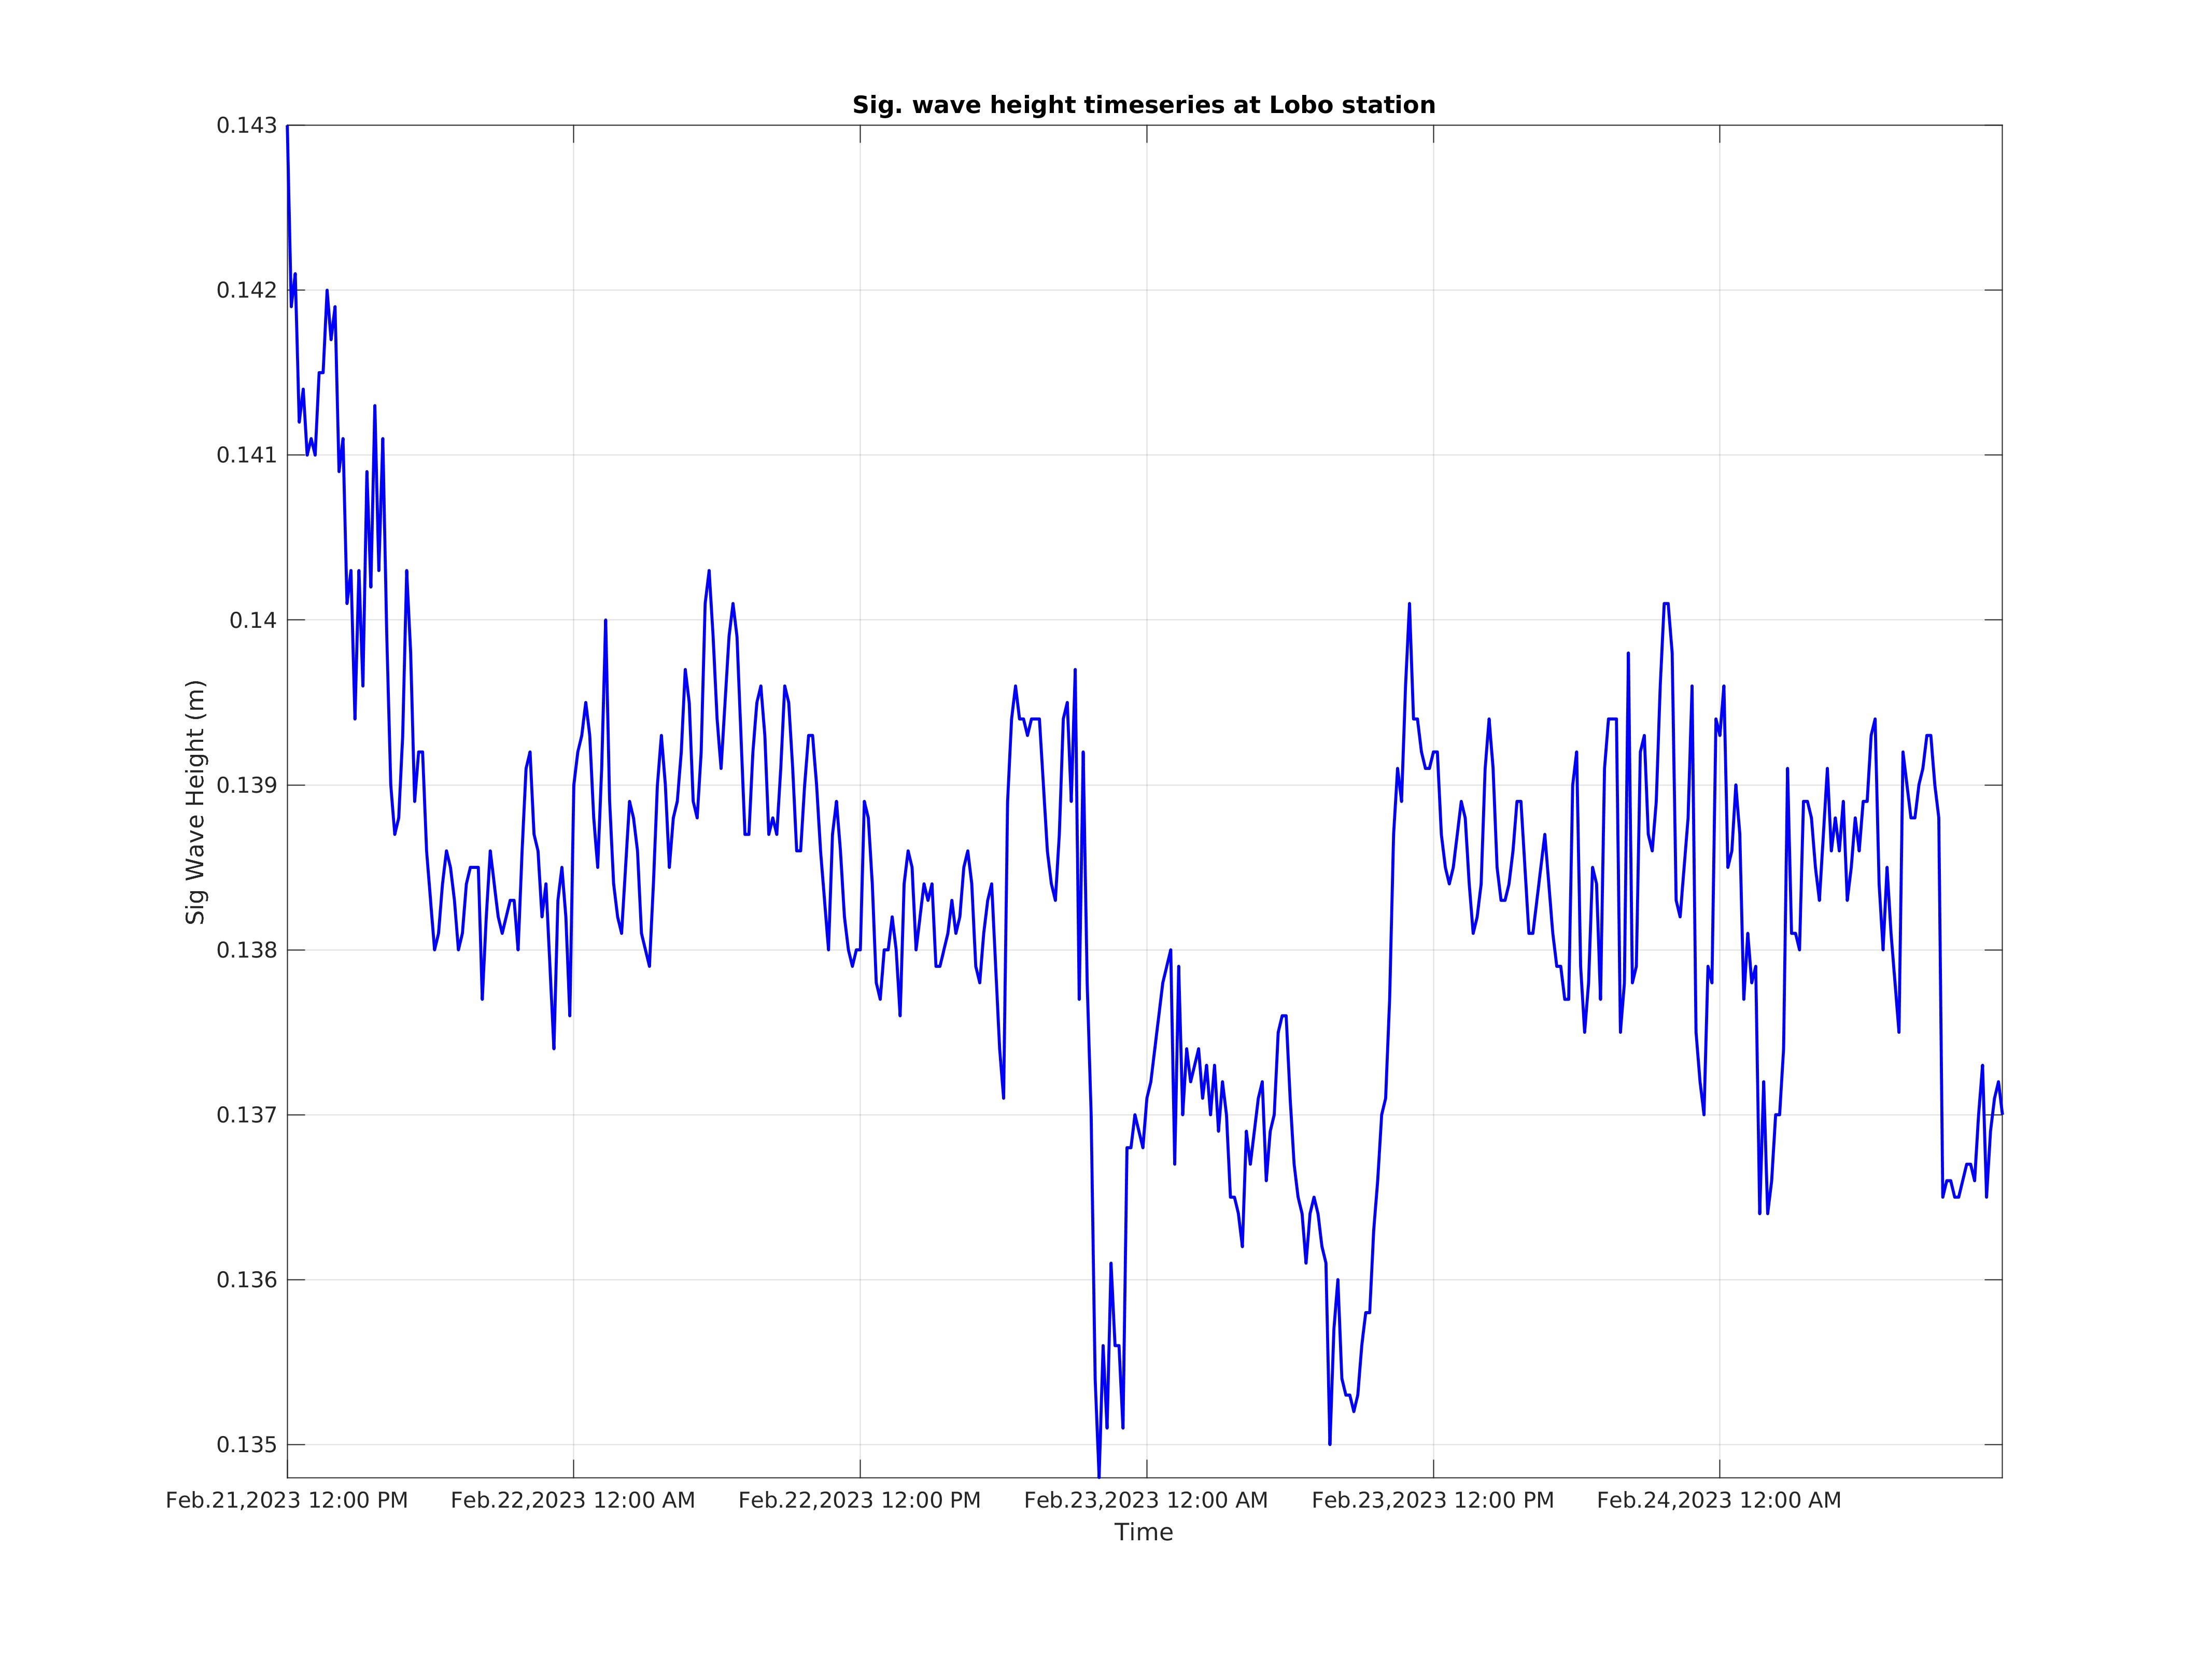 Sig. wave height timeseries at Lobo station
0.143
0.142
0.141
0.14
0.139
0.138
0.137
0.136
0.135
Sig Wave Height (m)
Feb.21,2023 12:00 PM Feb.22,2023 12:00 AM Feb.22,2023 12:00 PM Feb.23,2023 12:00 AM Feb.23,2023 12:00 PM Feb.24,2023 12:00 AM
Time